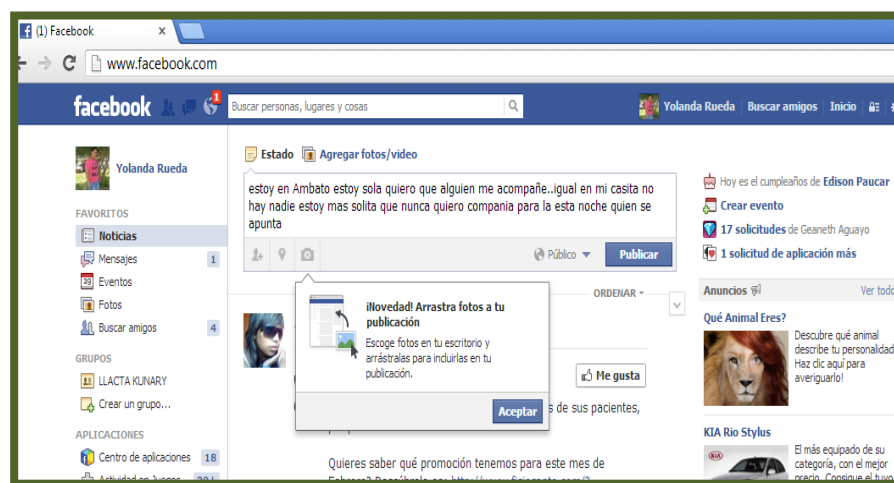 (1) Facebook
www.facebook.com
facebook
1
Buscar personas, lugares y cosas
Yolanda Rueda
Buscar amigos
Inicio
Yolanda Rueda
FAVORITOS
Noticias
Mensajes 1
Eventos
Fotos
Buscar amigos 4
GRUPOS
LLACTA KUNARY
Crear un grupo...
APLICACIONES
Centro de aplicaciones 18
Estado Agregar fotos/video
estoy en Ambato estoy sola quiero que alguien me acompañe..igual en mi casita no
hay nadie estoy mas solita que nunca quiero compania para la esta noche quien se
apunta
Público
Publicar
ORDENAR
¡Novedad! Arrastra fotos a tu
publicación
Escoge fotos en tu escritorio y
arrástralas para incluirlas en tu
publicación.
Aceptar
Me gusta
s de sus pacientes,
Quieres saber qué promoción tenemos para este mes de
Hoy es el cumpleaños de Edison Paucar
Crear evento
17 solicitudes de Geaneth Aguayo
1 solicitud de aplicación más
Anuncios
Ver todo
Qué Animal Eres?
Descubre qué animal
describe tu personalidad
Haz clic aquí para
averiguarlo!
KIA Rio Stylus
KIA
El más equipado de su
categoría, con el mejor
precio. Consigue el tuyo